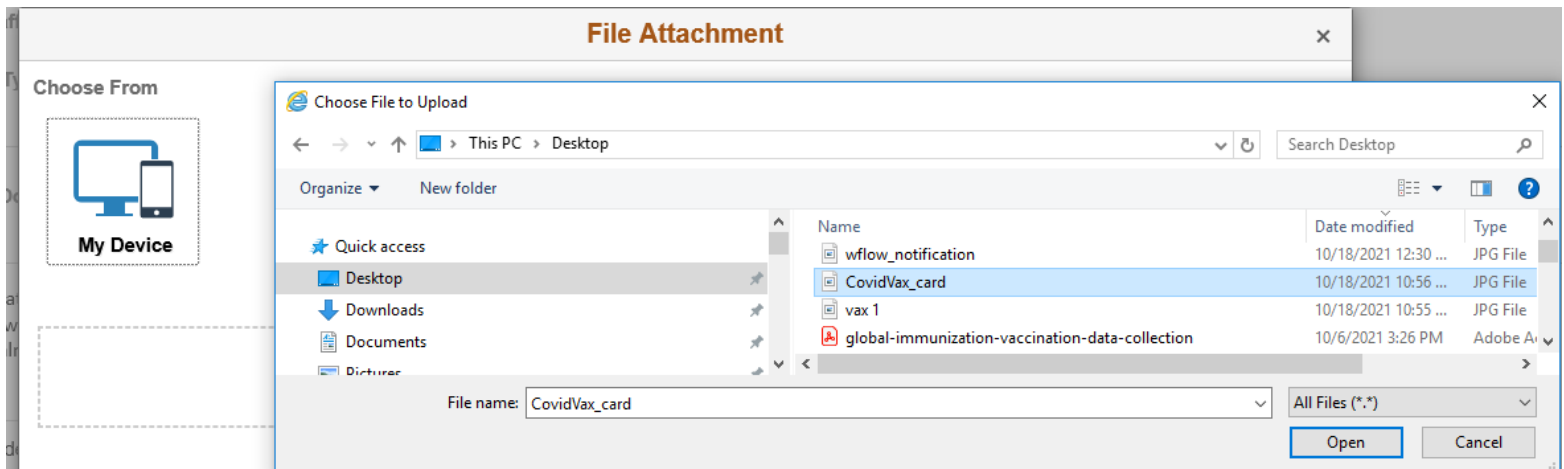 File Attachment
×
Choose From
My Device
Choose File to Upload
This PC > Desktop
Search Desktop
Organize
New folder
Name
Date modified
Type
Quick access
Desktop
Downloads
Documents
Pictures
wflow_notification 10/18/2021 12:30 ... JPG File
CovidVax_card 10/18/2021 10:56 ... JPG File
vax 1 10/18/2021 10:55 ... JPG File
global-immunization-vaccination-data-collection 10/6/2021 3:26 PM Adobe A
File name: CovidVax_card
All Files (*.*)
Open
Cancel